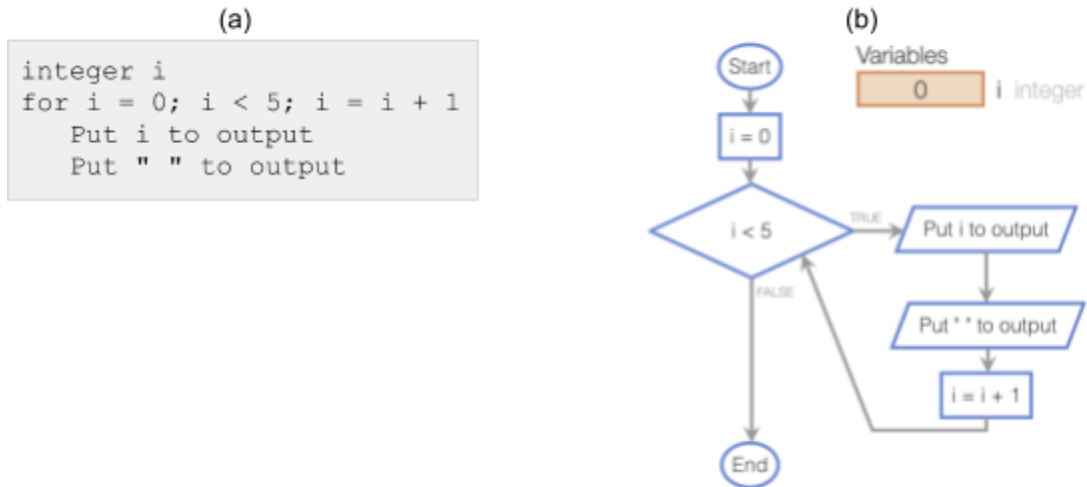 (a)
integer i
for i = 0; i < 5; i = i + 1
Put i to output
Put " " to output
(b)
Variables
0 i integer
Start
i = 0
i < 5
TRUE
FALSE
Put i to output
Put " " to output
i = i + 1
End